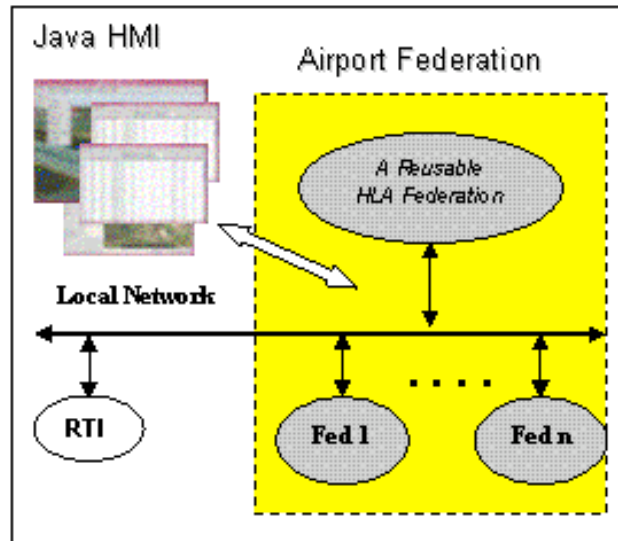 Java HMI
Airport Federation
A Reusable
HLA Federation
Local Network
RTI
Fed 1
. . . .
Fed n